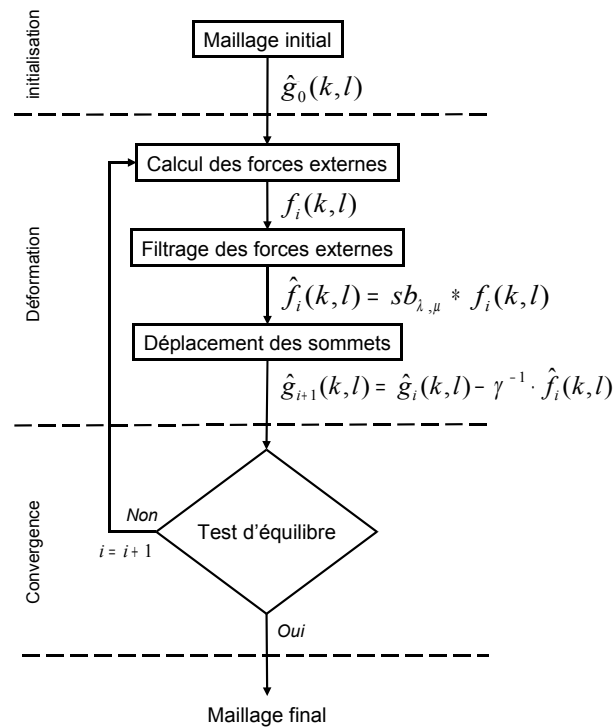 initialisation
Maillage initial
ĝ₀(k,l)
Déformation
Calcul des forces externes
fᵢ(k,l)
Filtrage des forces externes
f̂ᵢ(k,l) = sb_{λ,μ} * fᵢ(k,l)
Déplacement des sommets
ĝᵢ₊₁(k,l) = ĝᵢ(k,l) − γ⁻¹ · f̂ᵢ(k,l)
Convergence
Non
i = i + 1
Test d'équilibre
Oui
Maillage final